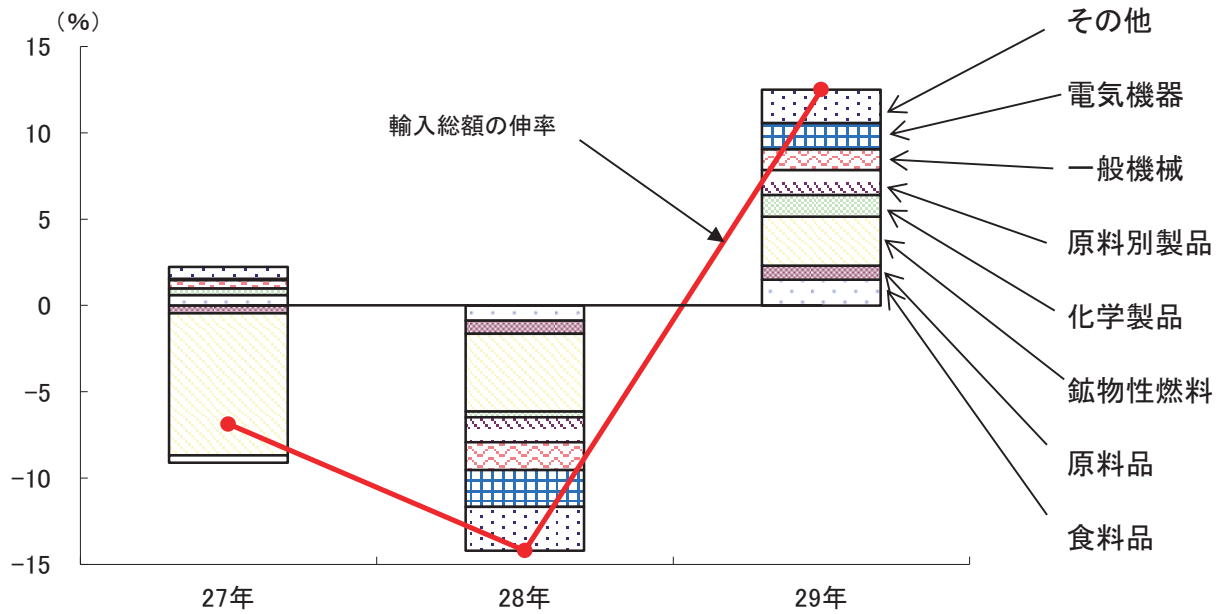 (%)
15
10
5
0
-5
-10
-15
27年
28年
29年
輸入総額の伸率
その他
電気機器
一般機械
原料別製品
化学製品
鉱物性燃料
原料品
食料品